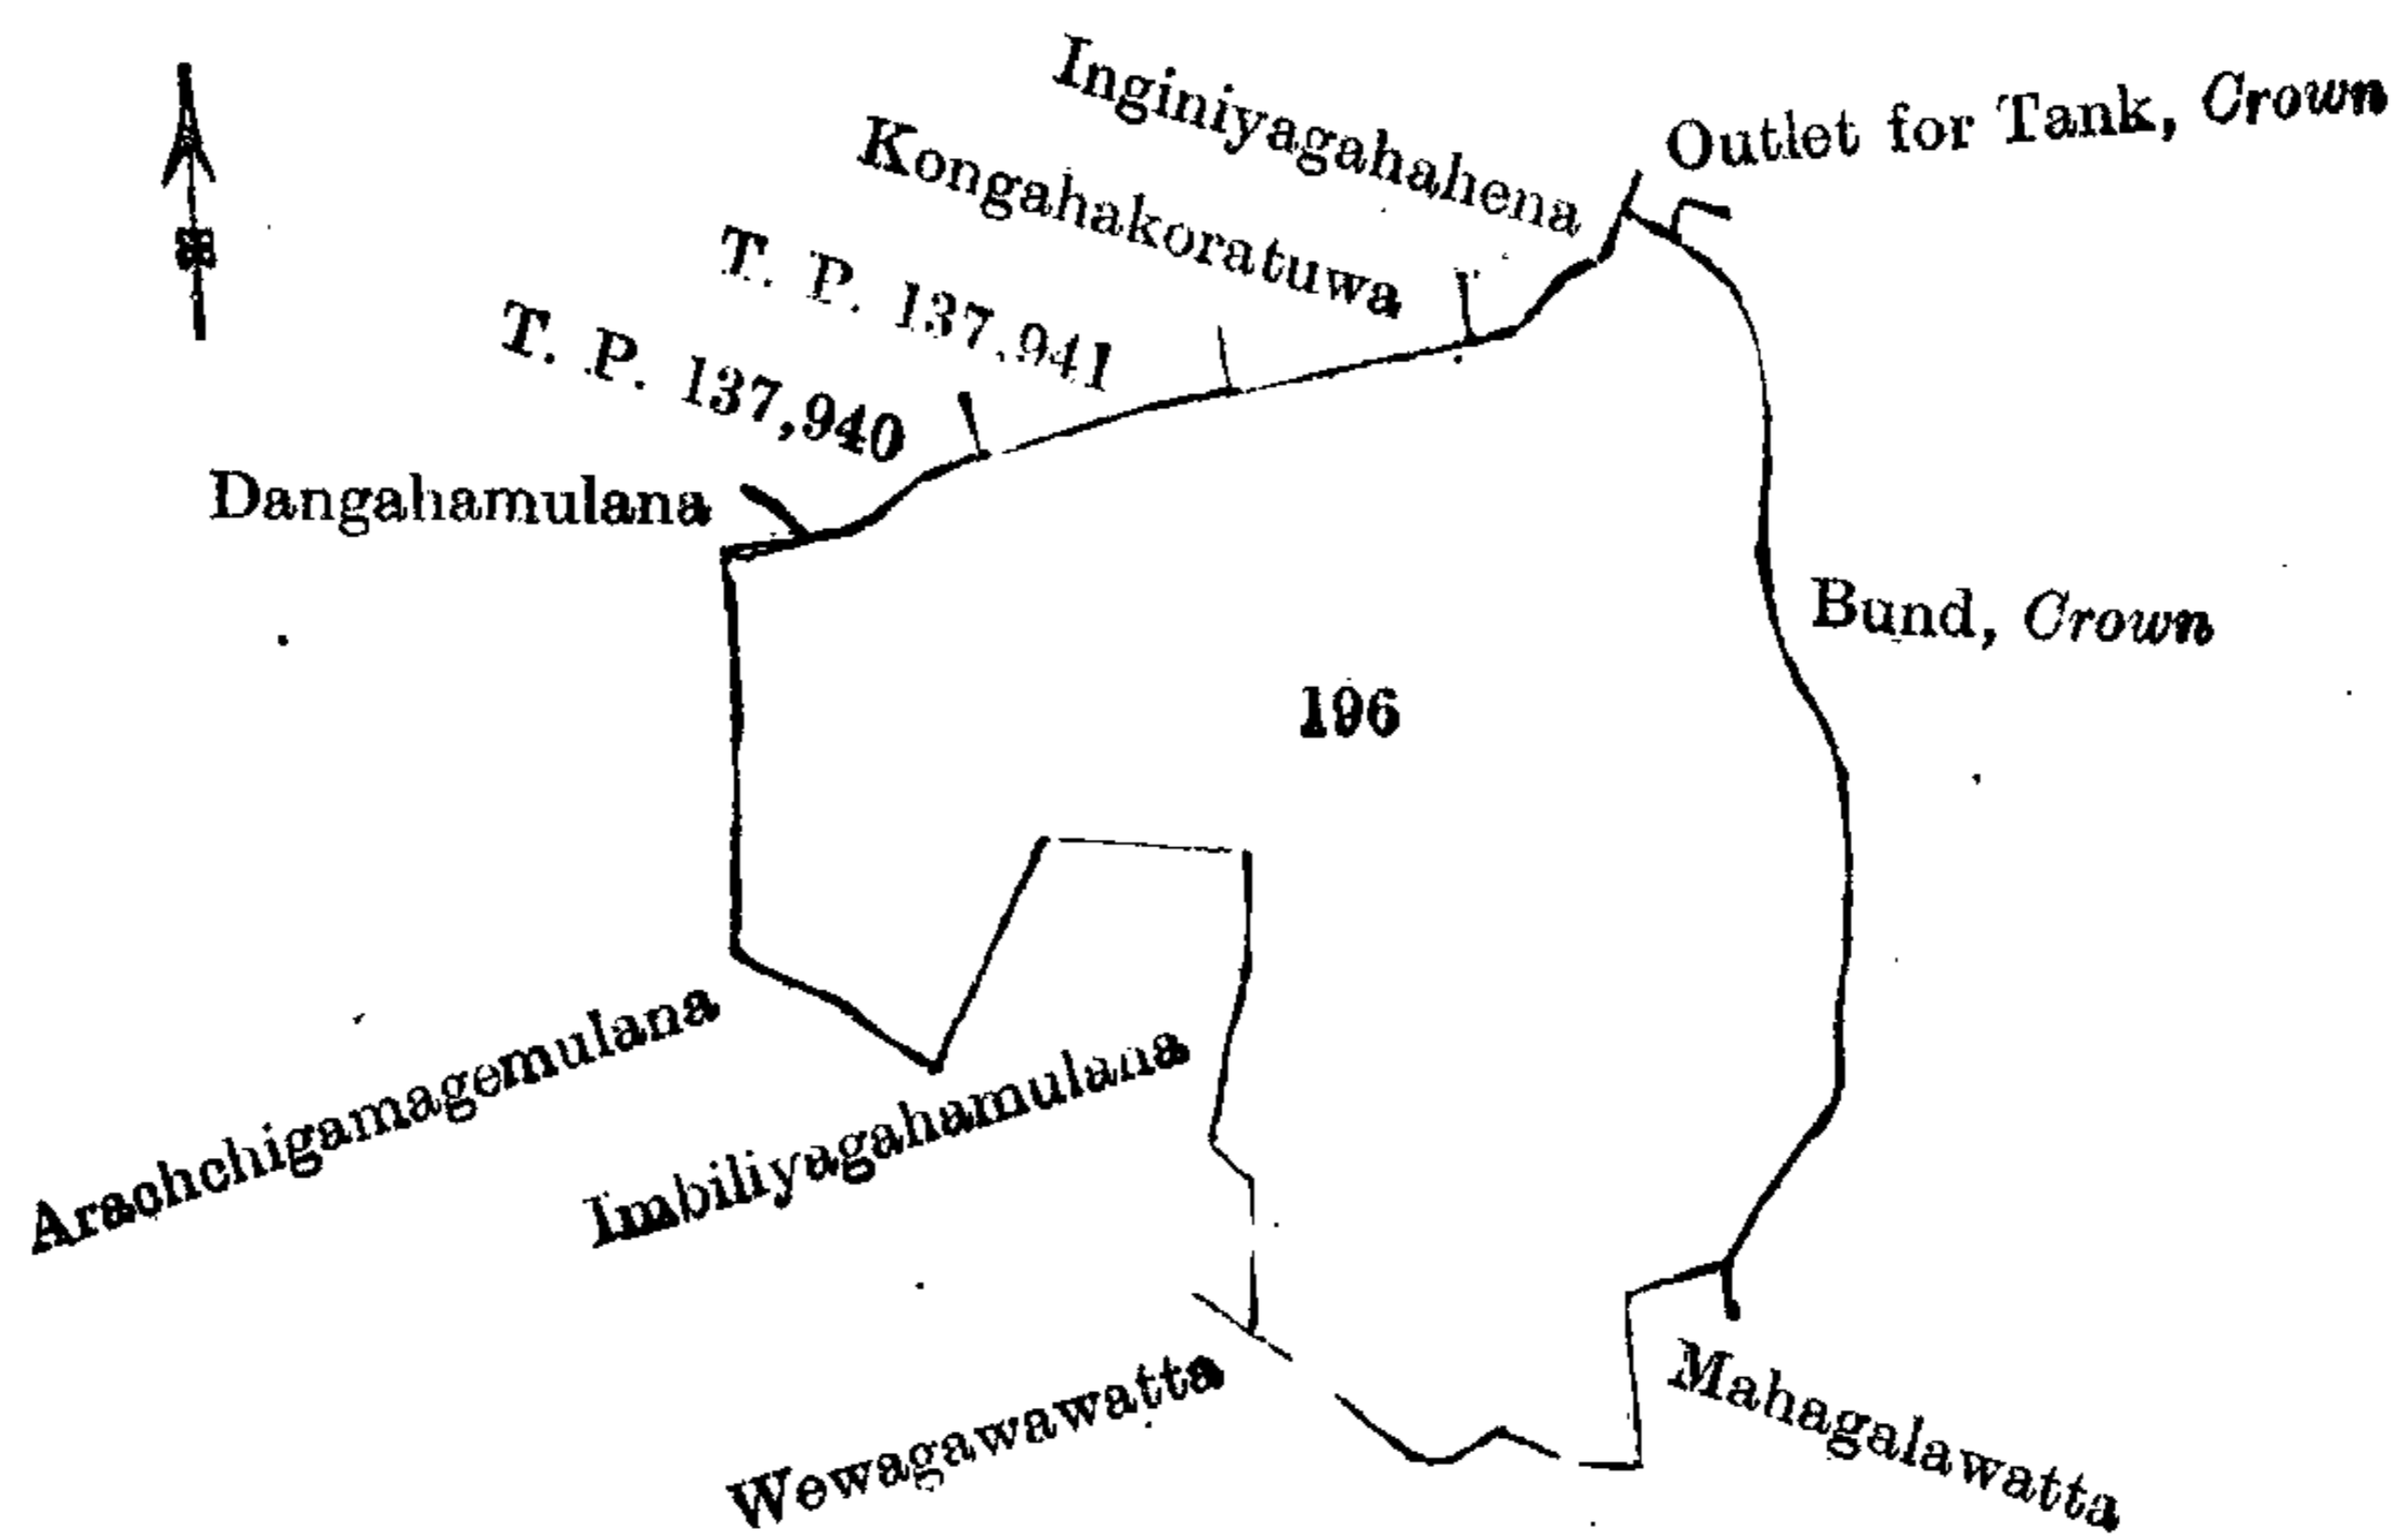 Inginiyagahahena
Outlet for Tank, Crown
Kongahakoratuwa
T. P. 137,941
T. P. 137,940
Dangahamulana
Bund, Crown
196
Arachchigamagemulana
Imbiliyagahamulana
Wewagawawatta
Mahagalawatta